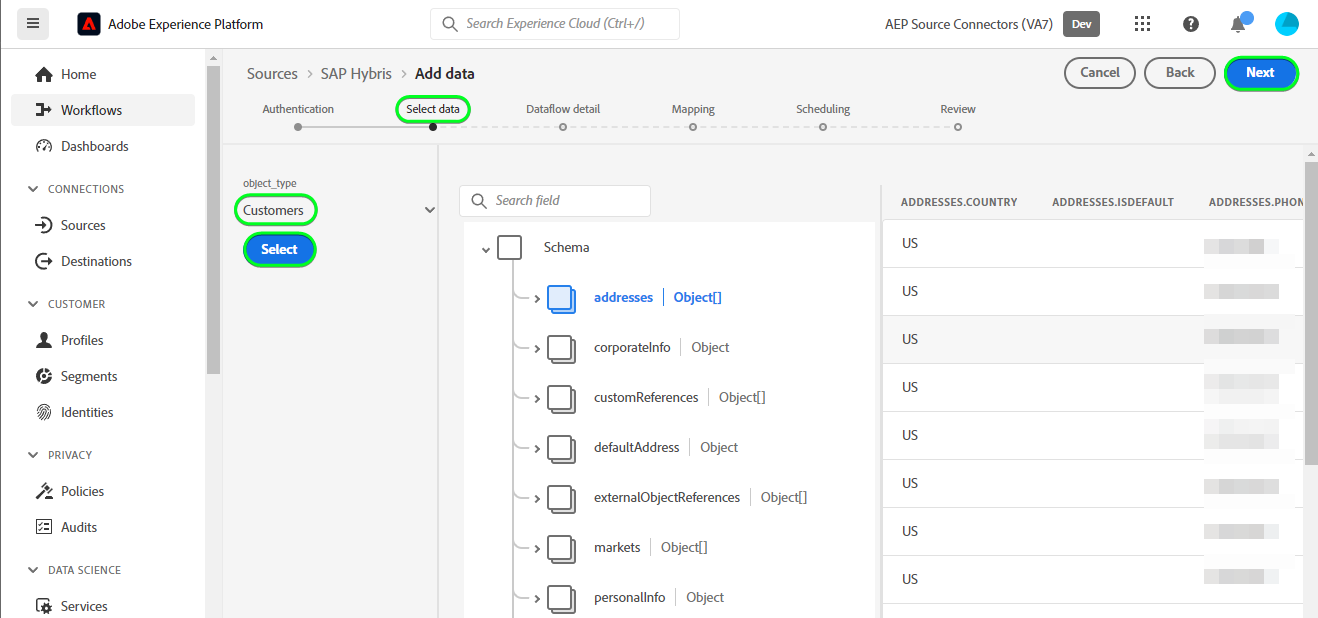 Adobe Experience Platform
Search Experience Cloud (Ctrl+/)
AEP Source Connectors (VA7)
Dev
Home
Workflows
Dashboards
CONNECTIONS
Sources
Destinations
CUSTOMER
Profiles
Segments
Identities
PRIVACY
Policies
Audits
DATA SCIENCE
Services
Sources > SAP Hybris > Add data
Cancel
Back
Next
Authentication
Select data
Dataflow detail
Mapping
Scheduling
Review
object_type
Customers
Select
Search field
Schema
addresses | Object[]
corporateInfo | Object
customReferences | Object[]
defaultAddress | Object
externalObjectReferences | Object[]
markets | Object[]
personalInfo | Object
ADDRESSES.COUNTRY ADDRESSES.ISDEFAULT ADDRESSES.PHON
US
US
US
US
US
US
US
US